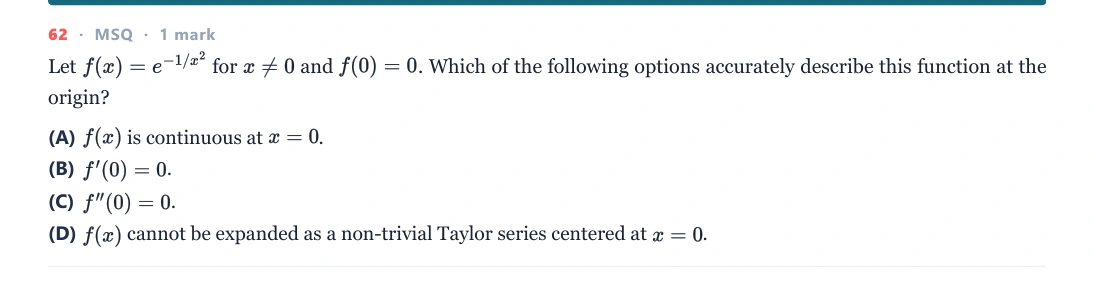 62 · MSQ · 1 mark
Let f(x) = e^{−1/x²} for x ≠ 0 and f(0) = 0. Which of the following options accurately describe this function at the
origin?
(A) f(x) is continuous at x = 0.
(B) f′(0) = 0.
(C) f″(0) = 0.
(D) f(x) cannot be expanded as a non-trivial Taylor series centered at x = 0.